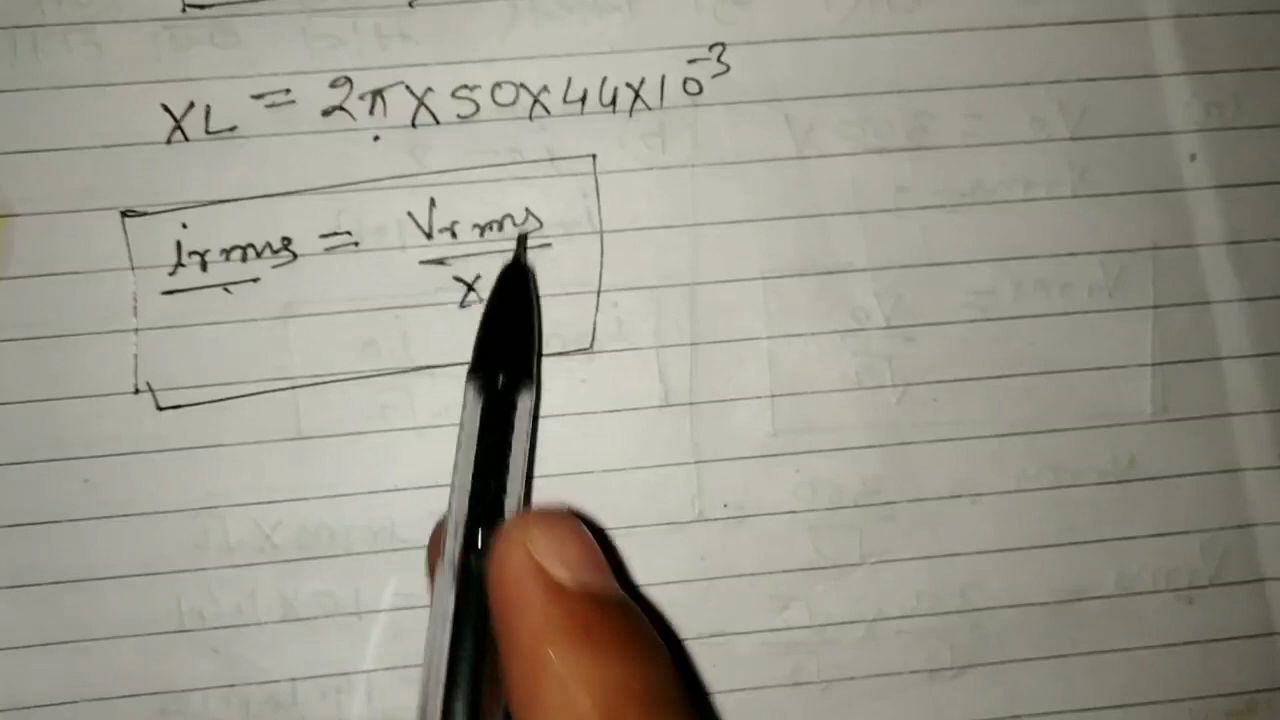 XL = 2π×50×44×10⁻³
irms = Vrms
X